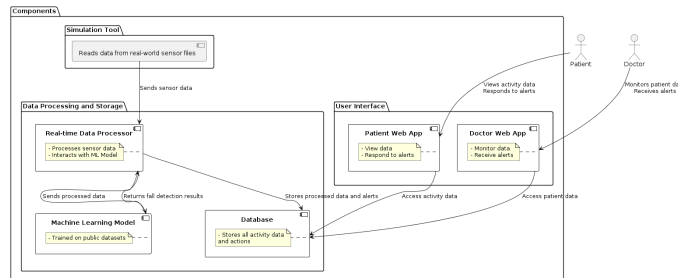 Components
Simulation Tool
Reads data from real-world sensor files
Patient
Doctor
Sends sensor data
Views activity data
Responds to alerts
Monitors patient da
Receives alerts
Data Processing and Storage
User Interface
Real-time Data Processor
- Processes sensor data
- Interacts with ML Model
Patient Web App
- View data
- Respond to alerts
Doctor Web App
- Monitor data
- Receive alerts
Sends processed data
Returns fall detection results
Stores processed data and alerts
Access activity data
Access patient data
Machine Learning Model
- Trained on public datasets
Database
- Stores all activity data
and actions